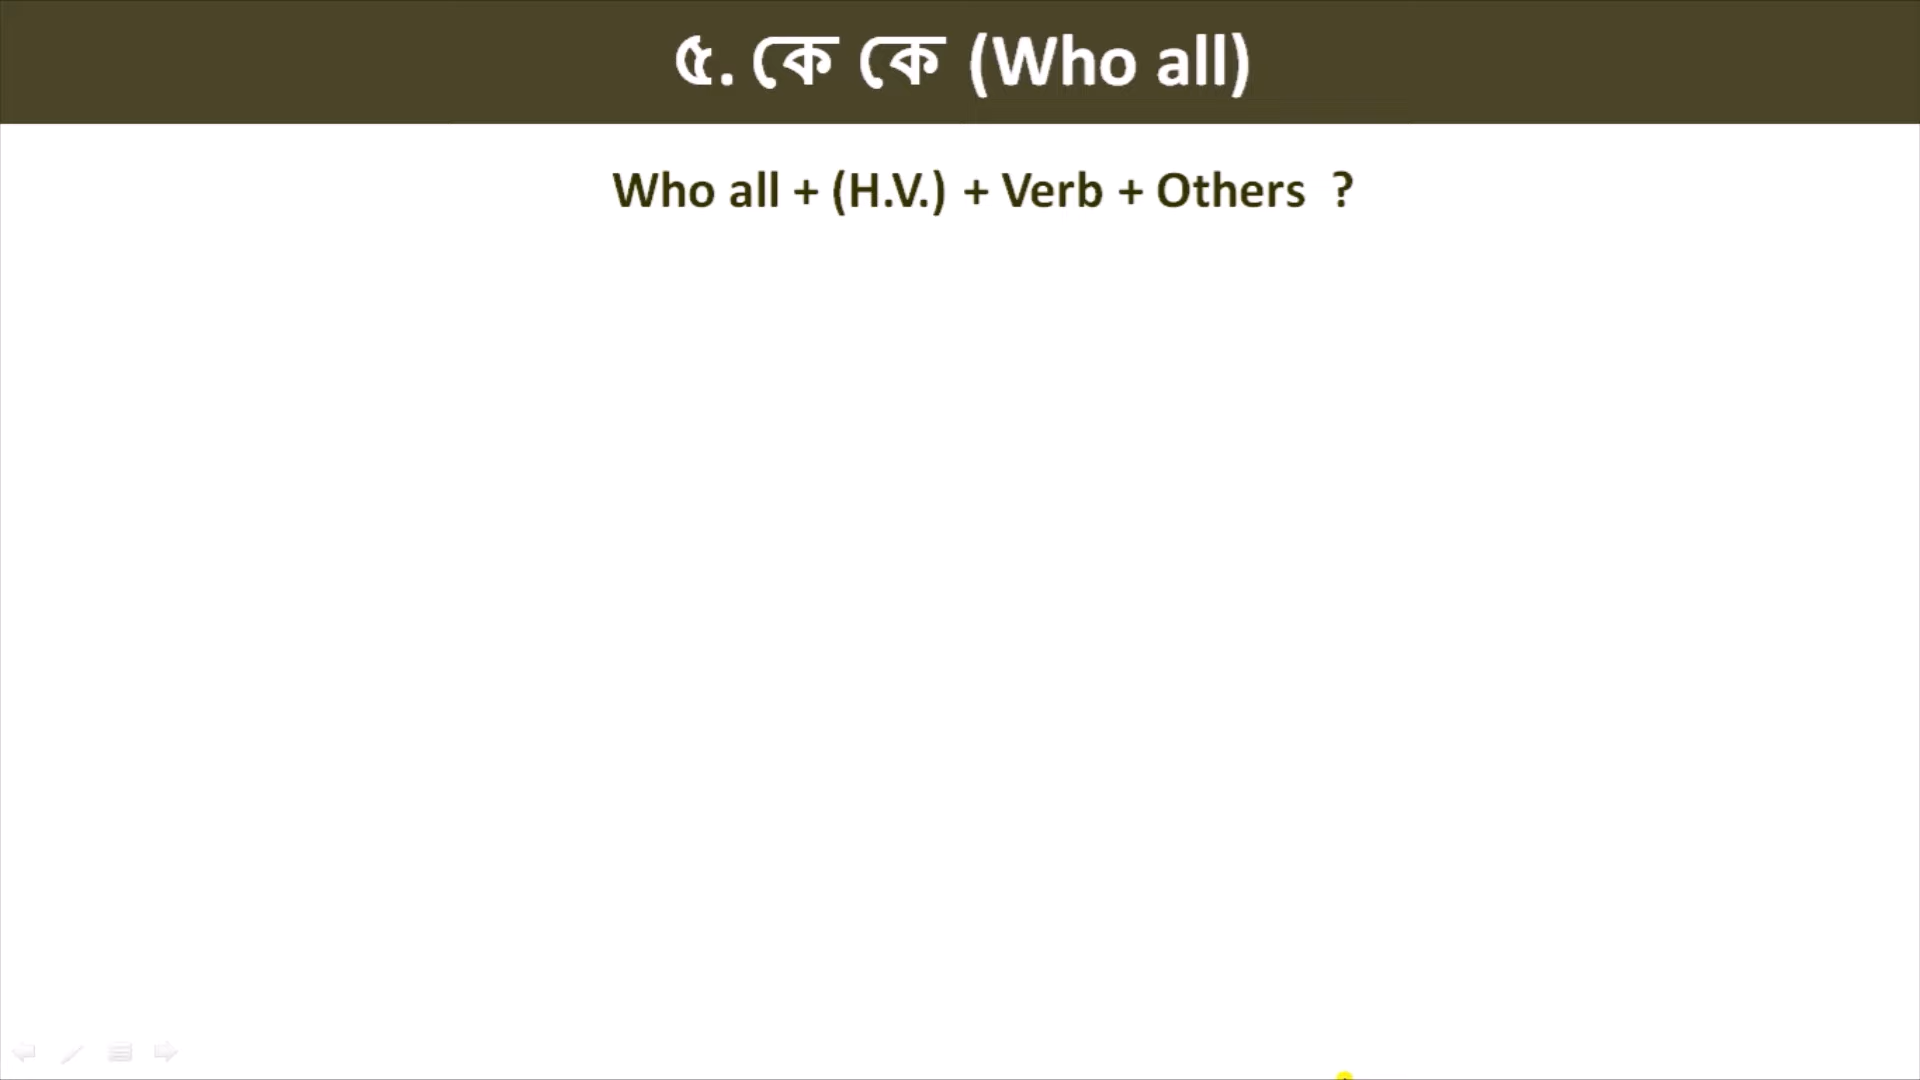 ৫. কে কে (Who all)
Who all + (H.V.) + Verb + Others ?